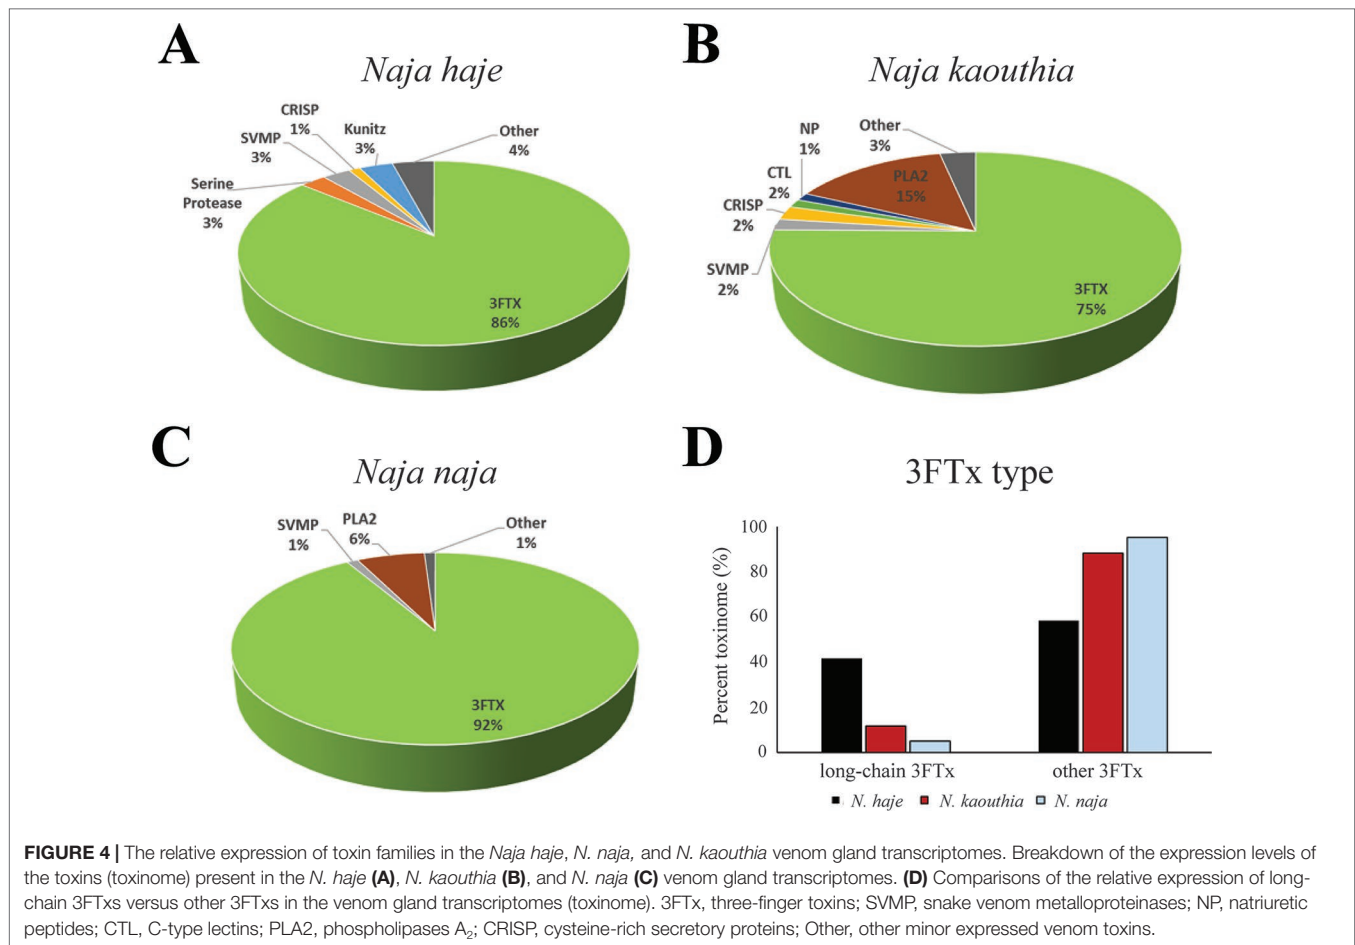 A
Naja haje
CRISP
1%
SVMP
3%
Kunitz
3%
Other
4%
Serine
Protease
3%
3FTX
86%
B
Naja kaouthia
NP
1%
Other
3%
CTL
2%
PLA2
15%
CRISP
2%
SVMP
2%
3FTX
75%
C
Naja naja
SVMP
1%
PLA2
6%
Other
1%
3FTX
92%
D
3FTx type
Percent toxinome (%)
100
80
60
40
20
0
long-chain 3FTx
other 3FTx
N. haje N. kaouthia N. naja
FIGURE 4 | The relative expression of toxin families in the Naja haje, N. naja, and N. kaouthia venom gland transcriptomes. Breakdown of the expression levels of
the toxins (toxinome) present in the N. haje (A), N. kaouthia (B), and N. naja (C) venom gland transcriptomes. (D) Comparisons of the relative expression of long-
chain 3FTxs versus other 3FTxs in the venom gland transcriptomes (toxinome). 3FTx, three-finger toxins; SVMP, snake venom metalloproteinases; NP, natriuretic
peptides; CTL, C-type lectins; PLA2, phospholipases A₂; CRISP, cysteine-rich secretory proteins; Other, other minor expressed venom toxins.